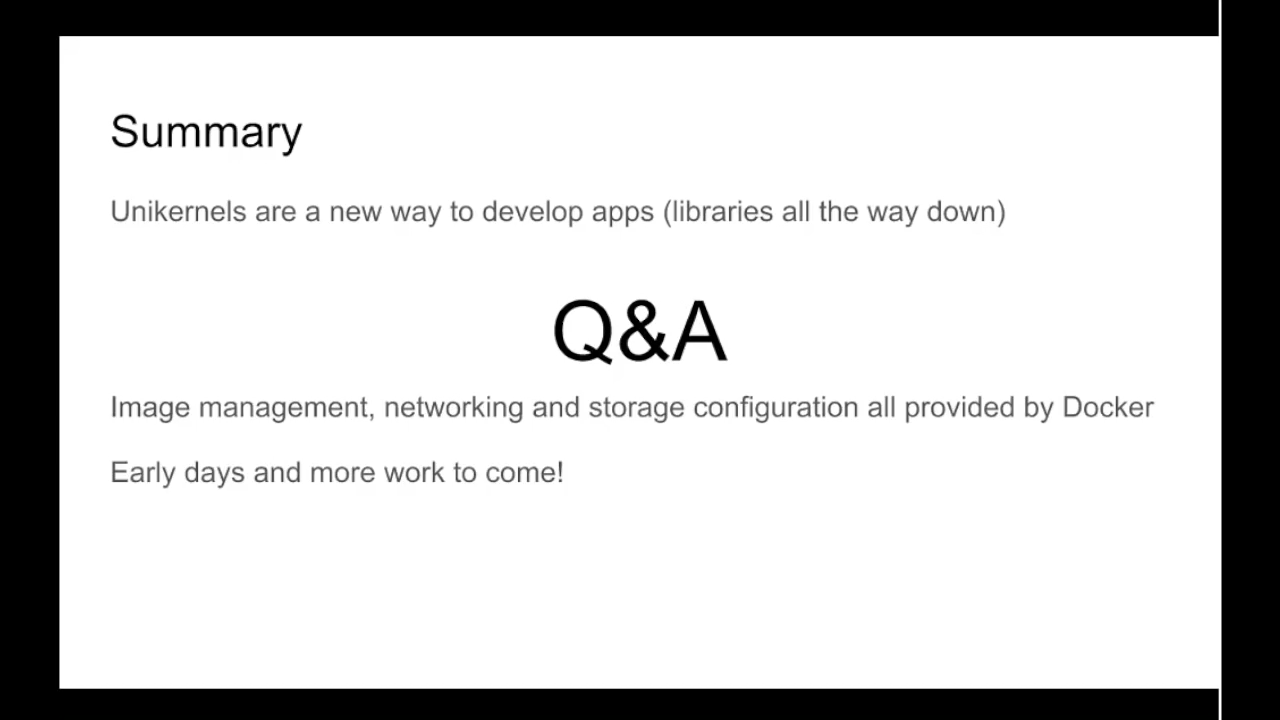 Summary
Unikernels are a new way to develop apps (libraries all the way down)
Q&A
Image management, networking and storage configuration all provided by Docker
Early days and more work to come!